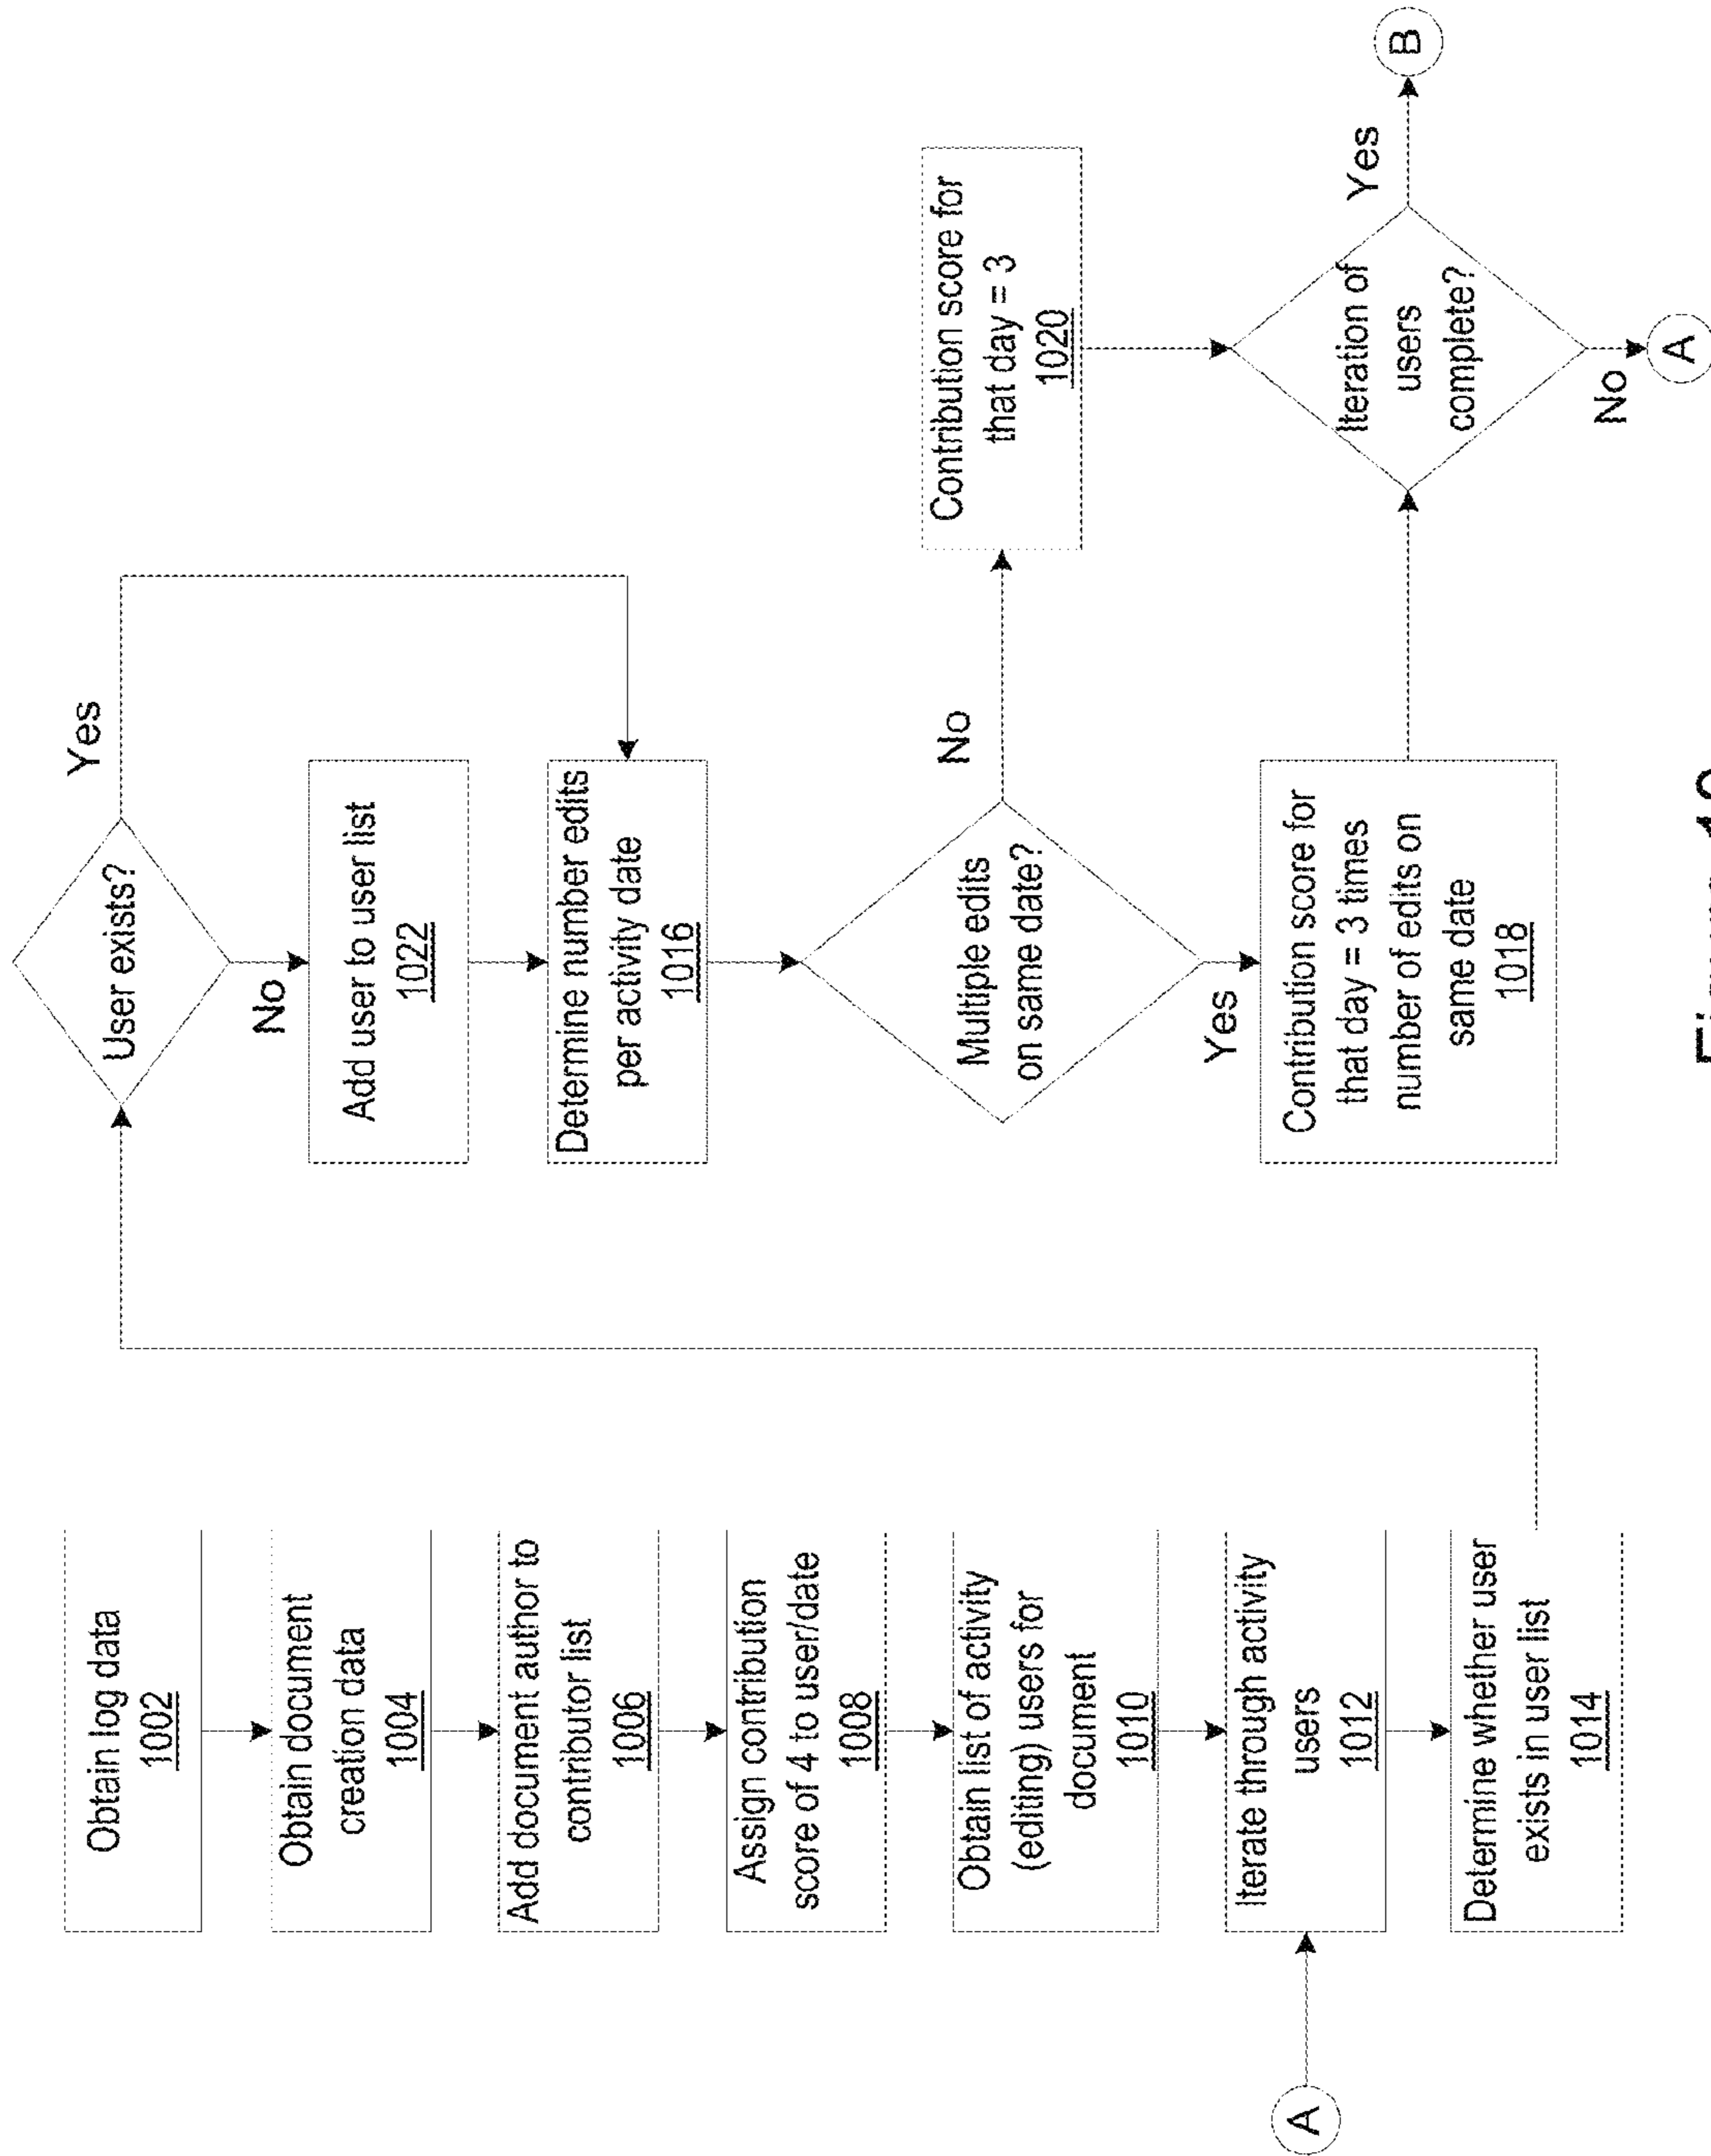 Obtain log data
1002
Obtain document
creation data
1004
Add document author to
contributor list
1006
Assign contribution
score of 4 to user/date
1008
Obtain list of activity
(editing) users for
document
1010
A
Iterate through activity
users
1012
Determine whether user
exists in user list
1014
User exists?
Yes
No
Add user to user list
1022
Determine number edits
per activity date
1016
Multiple edits
on same date?
No
Yes
Contribution score for
that day = 3
1020
Contribution score for
that day = 3 times
number of edits on
same date
1018
Iteration of
users
complete?
Yes
B
No
A
Figure 10